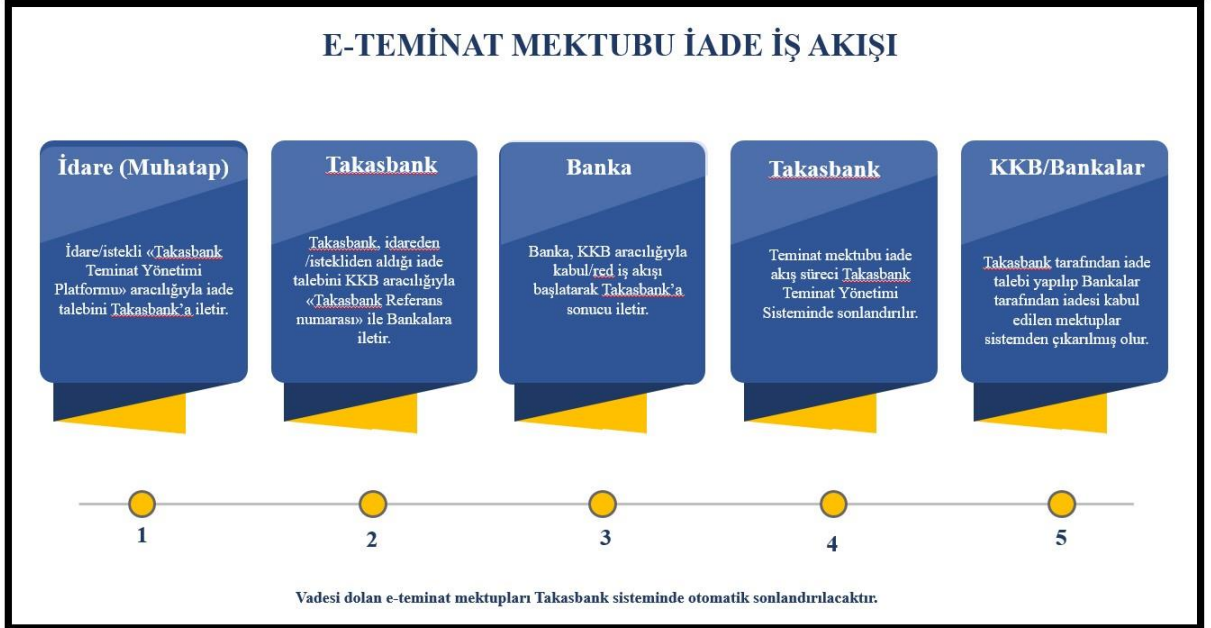 E-TEMİNAT MEKTUBU İADE İŞ AKIŞI
İdare (Muhatap)
İdare/istekli «Takasbank
Teminat Yönetimi
Platformu» aracılığıyla iade
talebini Takasbank’a iletir.
Takasbank
Takasbank, idareden
/istekliden aldığı iade
talebini KKB aracılığıyla
«Takasbank Referans
numarası» ile Bankalara
iletir.
Banka
Banka, KKB aracılığıyla
kabul/red iş akışı
başlatarak Takasbank’a
sonucu iletir.
Takasbank
Teminat mektubu iade
akış süreci Takasbank
Teminat Yönetimi
Sisteminde sonlandırılır.
KKB/Bankalar
Takasbank tarafından iade
talebi yapılıp Bankalar
tarafından iadesi kabul
edilen mektuplar
sistemden çıkarılmış olur.
1
2
3
4
5
Vadesi dolan e-teminat mektupları Takasbank sisteminde otomatik sonlandırılacaktır.